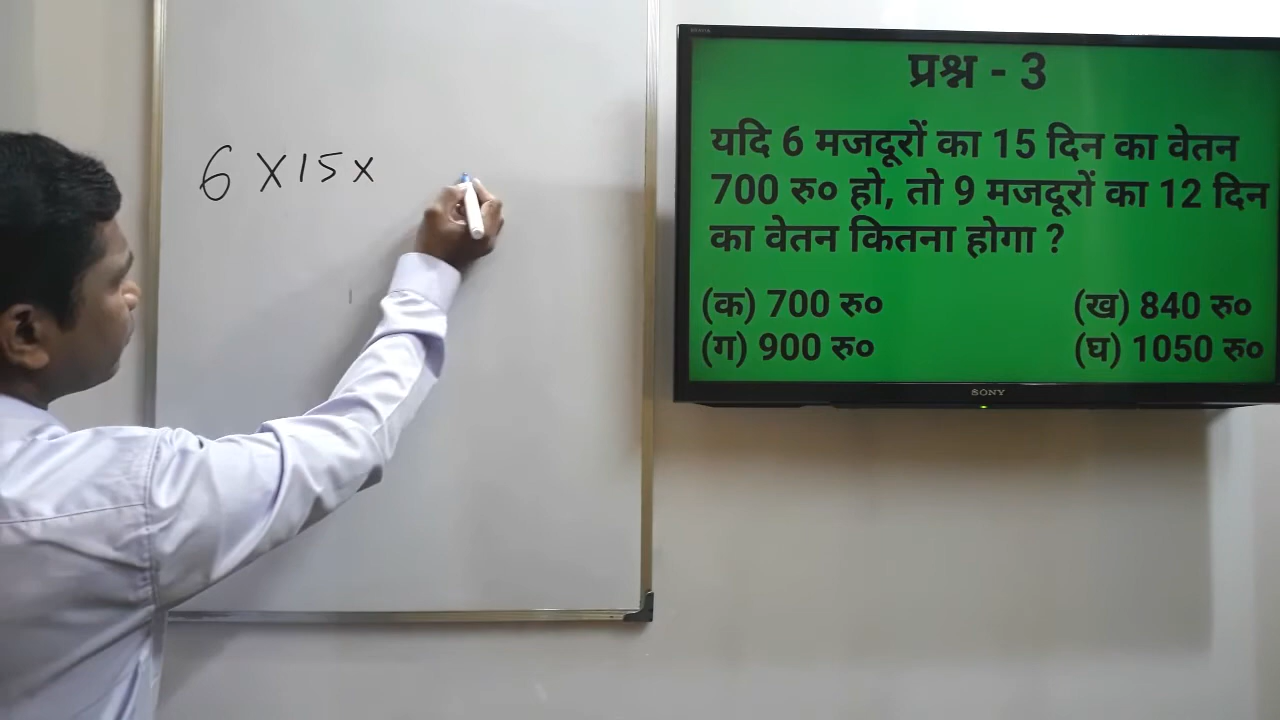 6 X 15 x
BRAVIA
प्रश्न - 3
यदि 6 मजदूरों का 15 दिन का वेतन
700 रु० हो, तो 9 मजदूरों का 12 दिन
का वेतन कितना होगा ?
(क) 700 रु० (ख) 840 रु०
(ग) 900 रु० (घ) 1050 रु०
SONY